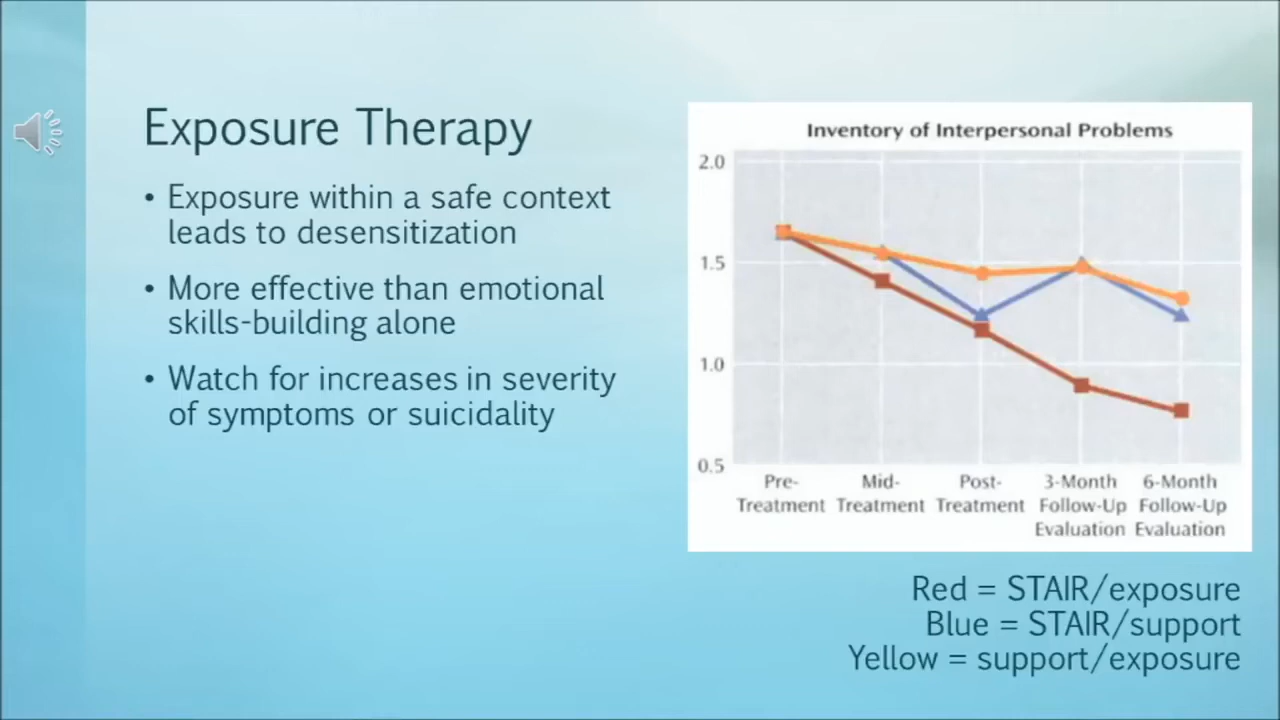 Exposure Therapy
• Exposure within a safe context
leads to desensitization
• More effective than emotional
skills-building alone
• Watch for increases in severity
of symptoms or suicidality
Inventory of Interpersonal Problems
2.0
1.5
1.0
0.5
Pre-
Treatment
Mid-
Treatment
Post-
Treatment
3-Month
Follow-Up
Evaluation
6-Month
Follow-Up
Evaluation
Red = STAIR/exposure
Blue = STAIR/support
Yellow = support/exposure